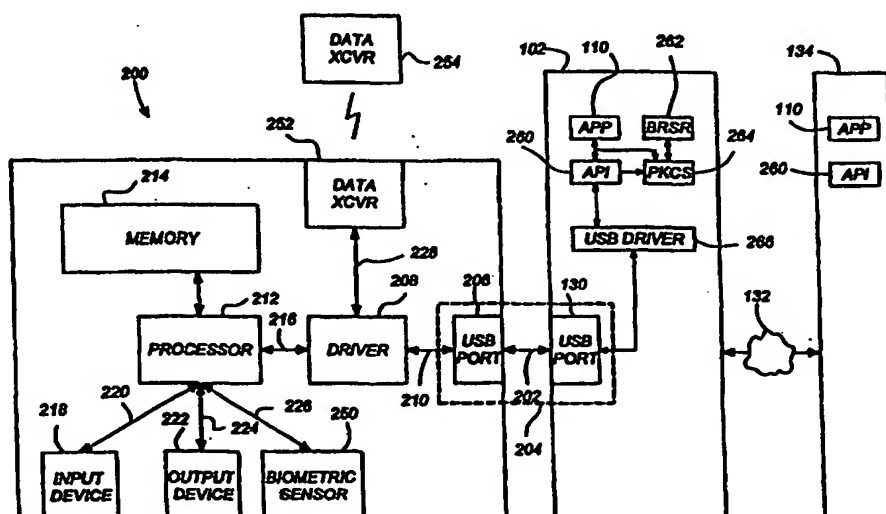 DATA
XCVR
254
200
252
102
110
262
134
APP
BRSR
110
APP
260
264
API
PKCS
260
API
214
DATA
XCVR
MEMORY
USB DRIVER
266
228
212
208
206
130
132
216
PROCESSOR
DRIVER
USB
PORT
USB
PORT
210
202
220
226
218
222
224
250
204
INPUT
DEVICE
OUTPUT
DEVICE
BIOMETRIC
SENSOR